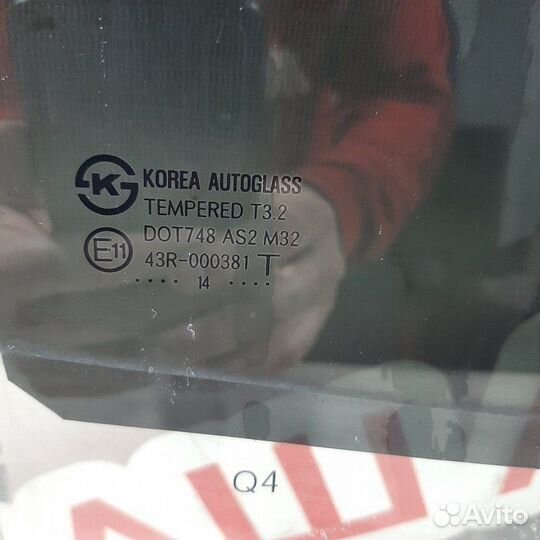 K KOREA AUTOGLASS
TEMPERED T3.2
DOT748 AS2 M32
E11 43R-000381 T
.... 14 ....
Q4
Avito